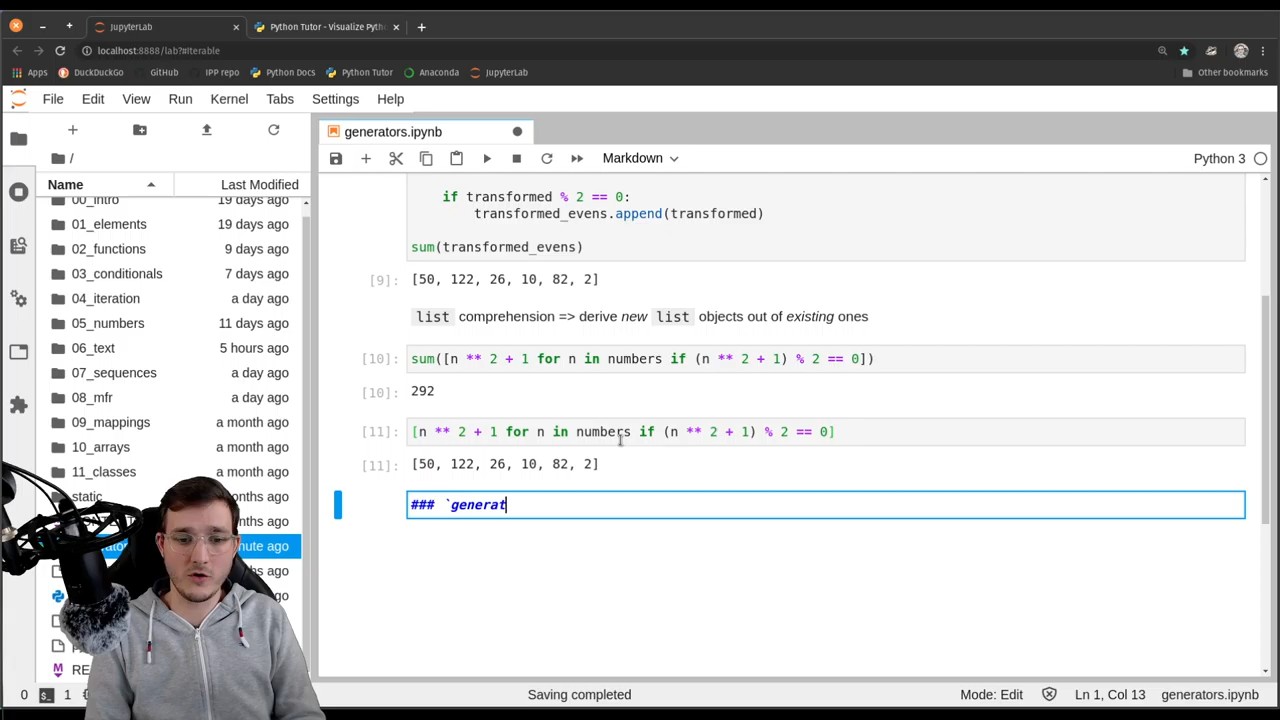 JupyterLab
Python Tutor - Visualize Pyth
localhost:8888/lab?#Iterable
Apps DuckDuckGo GitHub IPP repo Python Docs Python Tutor Anaconda JupyterLab Other bookmarks
File Edit View Run Kernel Tabs Settings Help
generators.ipynb
/
Markdown Python 3
Name Last Modified
00_intro 19 days ago
01_elements 19 days ago
02_functions 9 days ago
03_conditionals 7 days ago
04_iteration a day ago
05_numbers 11 days ago
06_text 5 hours ago
07_sequences a day ago
08_mfr a day ago
09_mappings a month ago
10_arrays a month ago
11_classes a month ago
static
RE
if transformed % 2 == 0:
transformed_evens.append(transformed)
sum(transformed_evens)
[9]: [50, 122, 26, 10, 82, 2]
list comprehension => derive new list objects out of existing ones
[10]: sum([n ** 2 + 1 for n in numbers if (n ** 2 + 1) % 2 == 0])
[10]: 292
[11]: [n ** 2 + 1 for n in numbers if (n ** 2 + 1) % 2 == 0]
[11]: [50, 122, 26, 10, 82, 2]
### `generat
0 1 Saving completed Mode: Edit Ln 1, Col 13 generators.ipynb